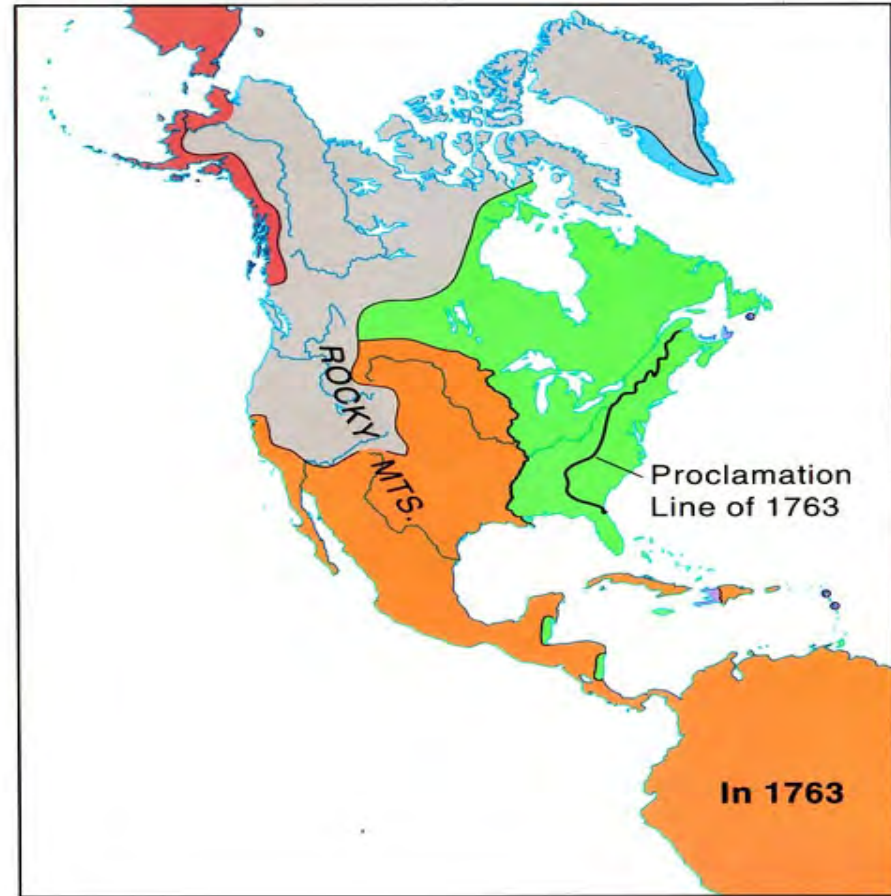 ROCKY
MTS.
Proclamation
Line of 1763
In 1763